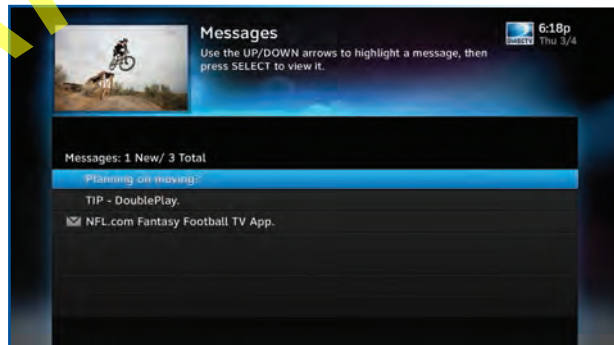 Messages
6:18p
Use the UP/DOWN arrows to highlight a message, then
DIRECTV Thu 3/4
press SELECT to view it.
Messages: 1 New/ 3 Total
Planning on moving?
TIP - DoublePlay.
NFL.com Fantasy Football TV App.